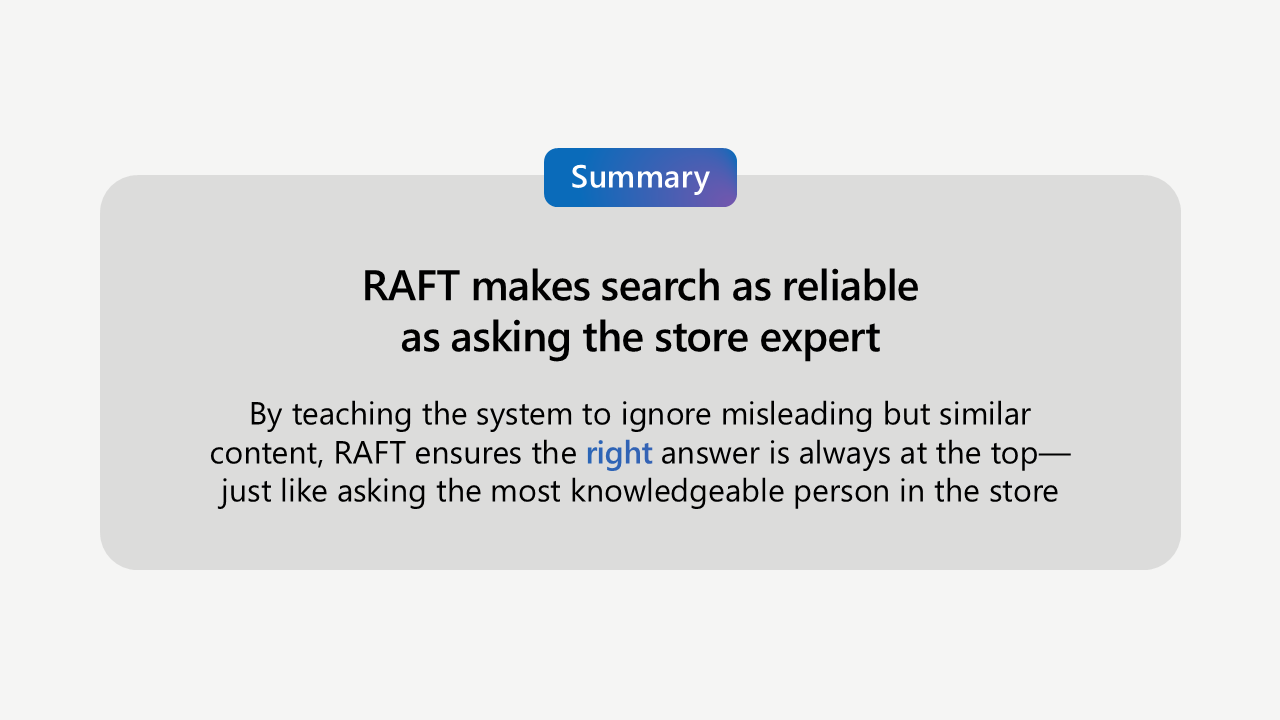 Summary
RAFT makes search as reliable
as asking the store expert
By teaching the system to ignore misleading but similar
content, RAFT ensures the right answer is always at the top—
just like asking the most knowledgeable person in the store